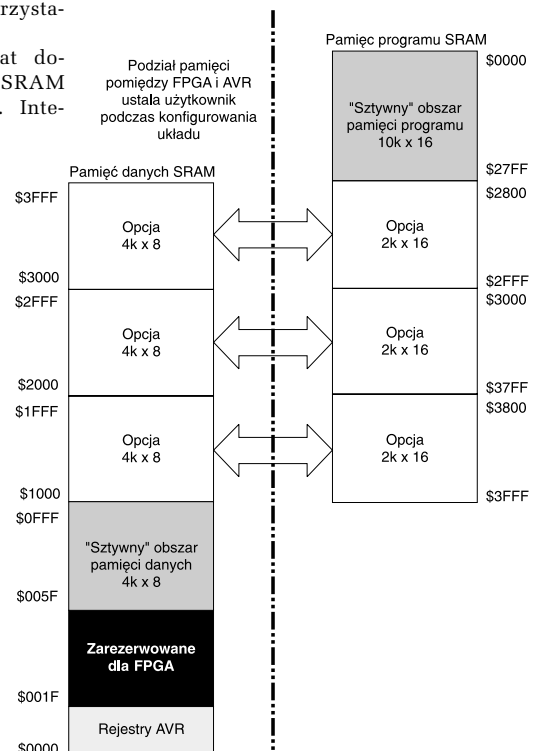 rzysta-
at do-
SRAM
. Inte-
Podział pamięci
pomiędzy FPGA i AVR
ustala użytkownik
podczas konfigurowania
układu
Pamięć danych SRAM
$3FFF
Opcja
4k x 8
$3000
$2FFF
Opcja
4k x 8
$2000
$1FFF
Opcja
4k x 8
$1000
$0FFF
"Sztywny" obszar
pamięci danych
4k x 8
$005F
Zarezerwowane
dla FPGA
$001F
Rejestry AVR
$0000
Pamięc programu SRAM
$0000
"Sztywny" obszar
pamięci programu
10k x 16
$27FF
$2800
Opcja
2k x 16
$2FFF
$3000
Opcja
2k x 16
$37FF
$3800
Opcja
2k x 16
$3FFF